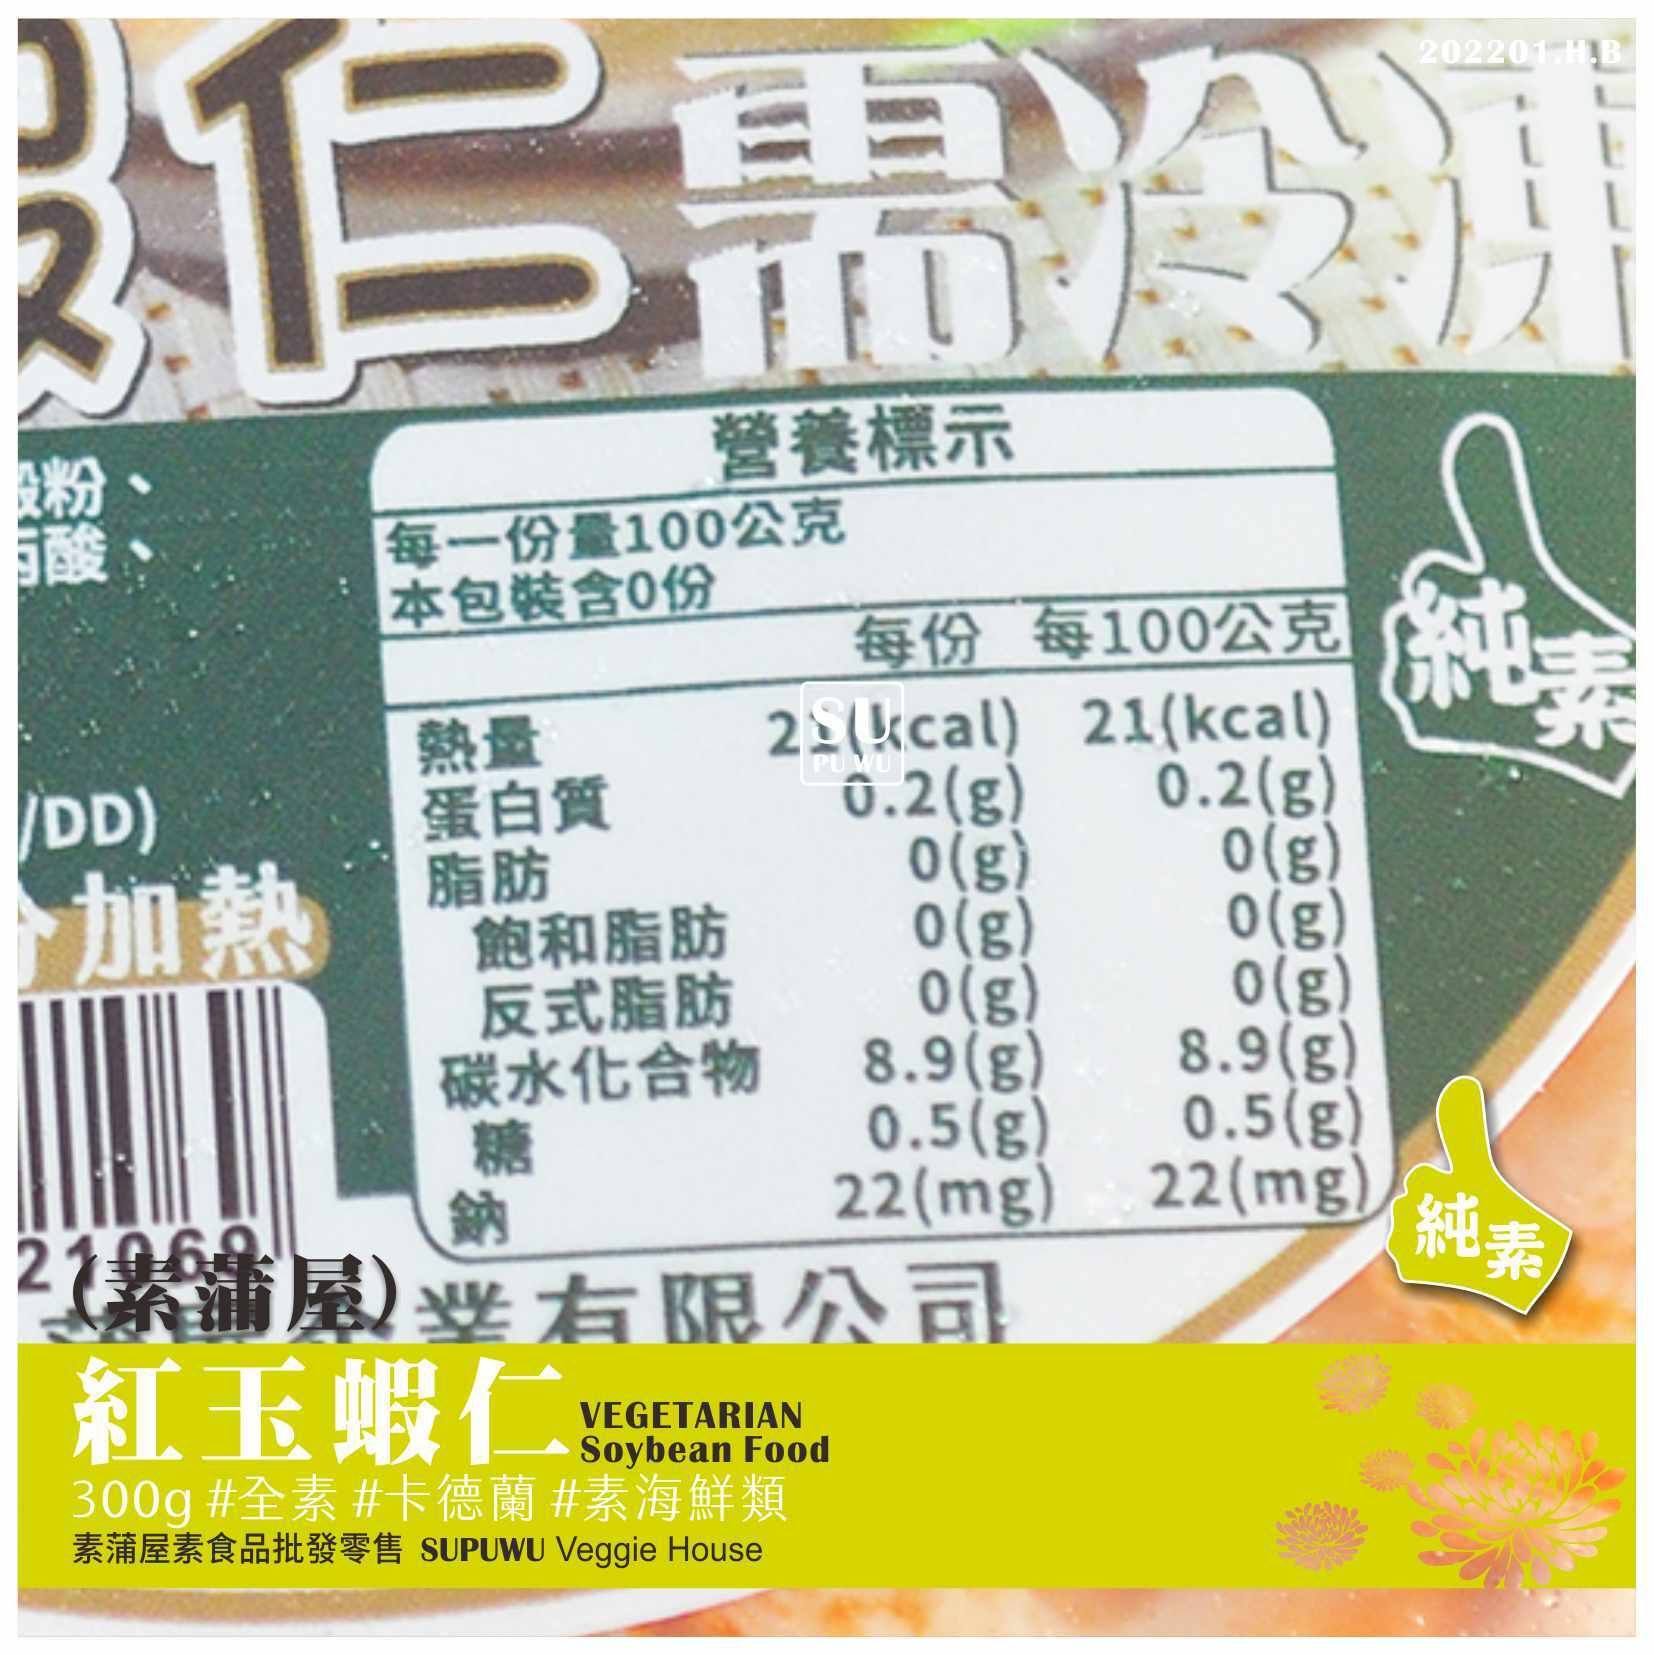 202201.H.B
蝦仁需冷凍
粉、
丙酸、
營養標示
每一份量100公克
本包裝含0份
每份 每100公克
熱量 21(kcal) 21(kcal)
蛋白質 0.2(g) 0.2(g)
脂肪 0(g) 0(g)
飽和脂肪 0(g) 0(g)
反式脂肪 0(g) 0(g)
碳水化合物 8.9(g) 8.9(g)
糖 0.5(g) 0.5(g)
鈉 22(mg) 22(mg)
純素
SU
PU WU
/DD)
分加熱
21069
企業有限公司
純素
(素蒲屋)
紅玉蝦仁
VEGETARIAN
Soybean Food
300g #全素 #卡德蘭 #素海鮮類
素蒲屋素食品批發零售 SUPUWU Veggie House